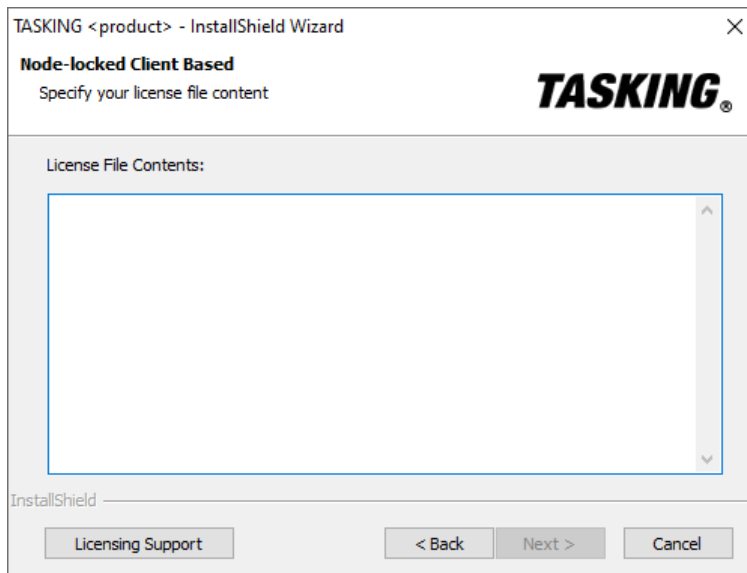 TASKING <product> - InstallShield Wizard
Node-locked Client Based
Specify your license file content
TASKING®
License File Contents:
InstallShield
Licensing Support
< Back
Next >
Cancel